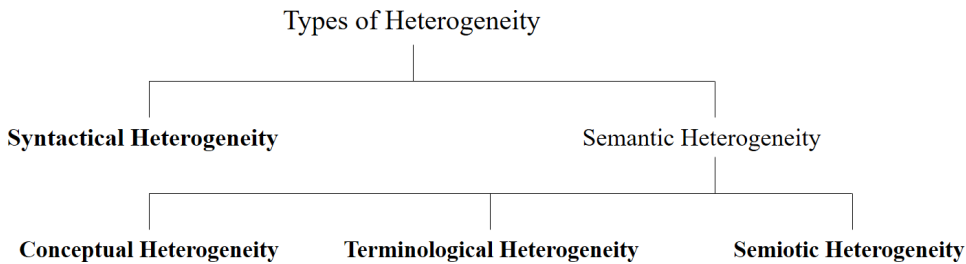 Types of Heterogeneity
Syntactical Heterogeneity
Semantic Heterogeneity
Conceptual Heterogeneity
Terminological Heterogeneity
Semiotic Heterogeneity